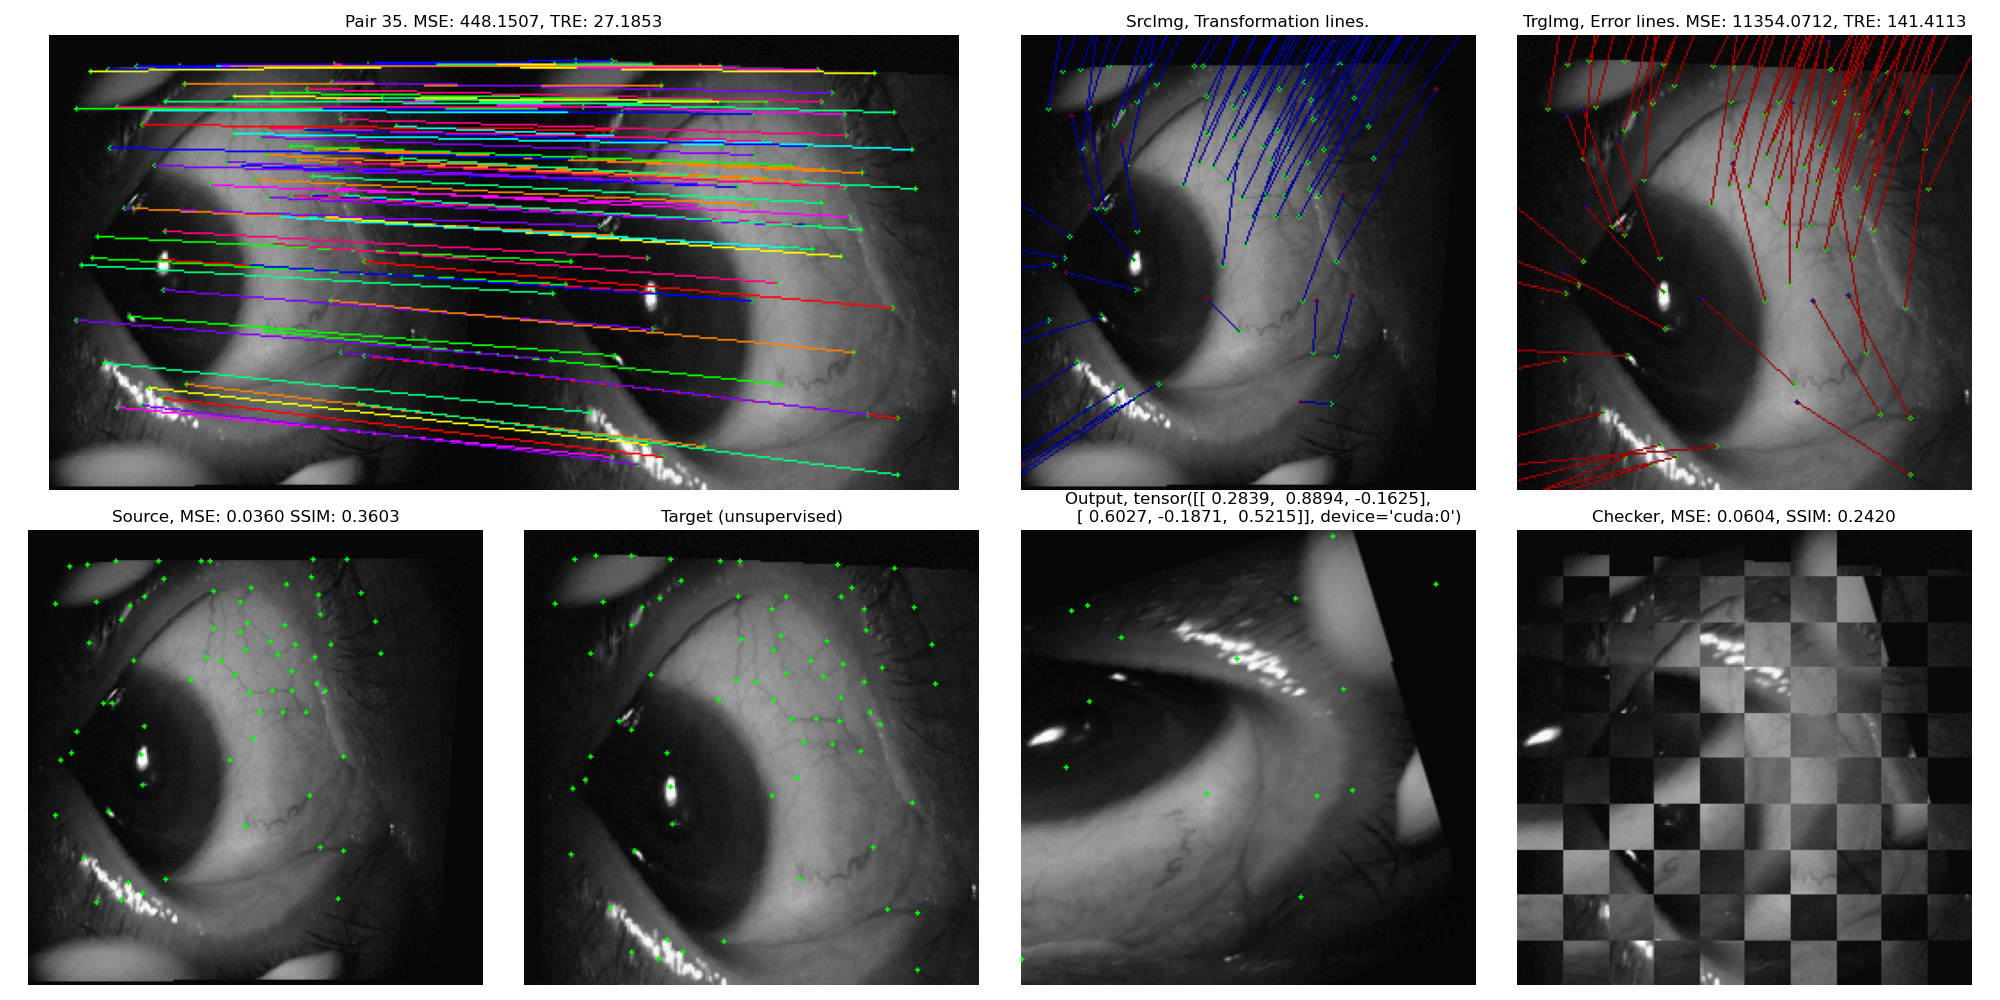 Pair 35. MSE: 448.1507, TRE: 27.1853
SrcImg, Transformation lines.
TrgImg, Error lines. MSE: 11354.0712, TRE: 141.4113
Source, MSE: 0.0360 SSIM: 0.3603
Target (unsupervised)
Output, tensor([[ 0.2839,  0.8894, -0.1625],
[ 0.6027, -0.1871,  0.5215]], device='cuda:0')
Checker, MSE: 0.0604, SSIM: 0.2420